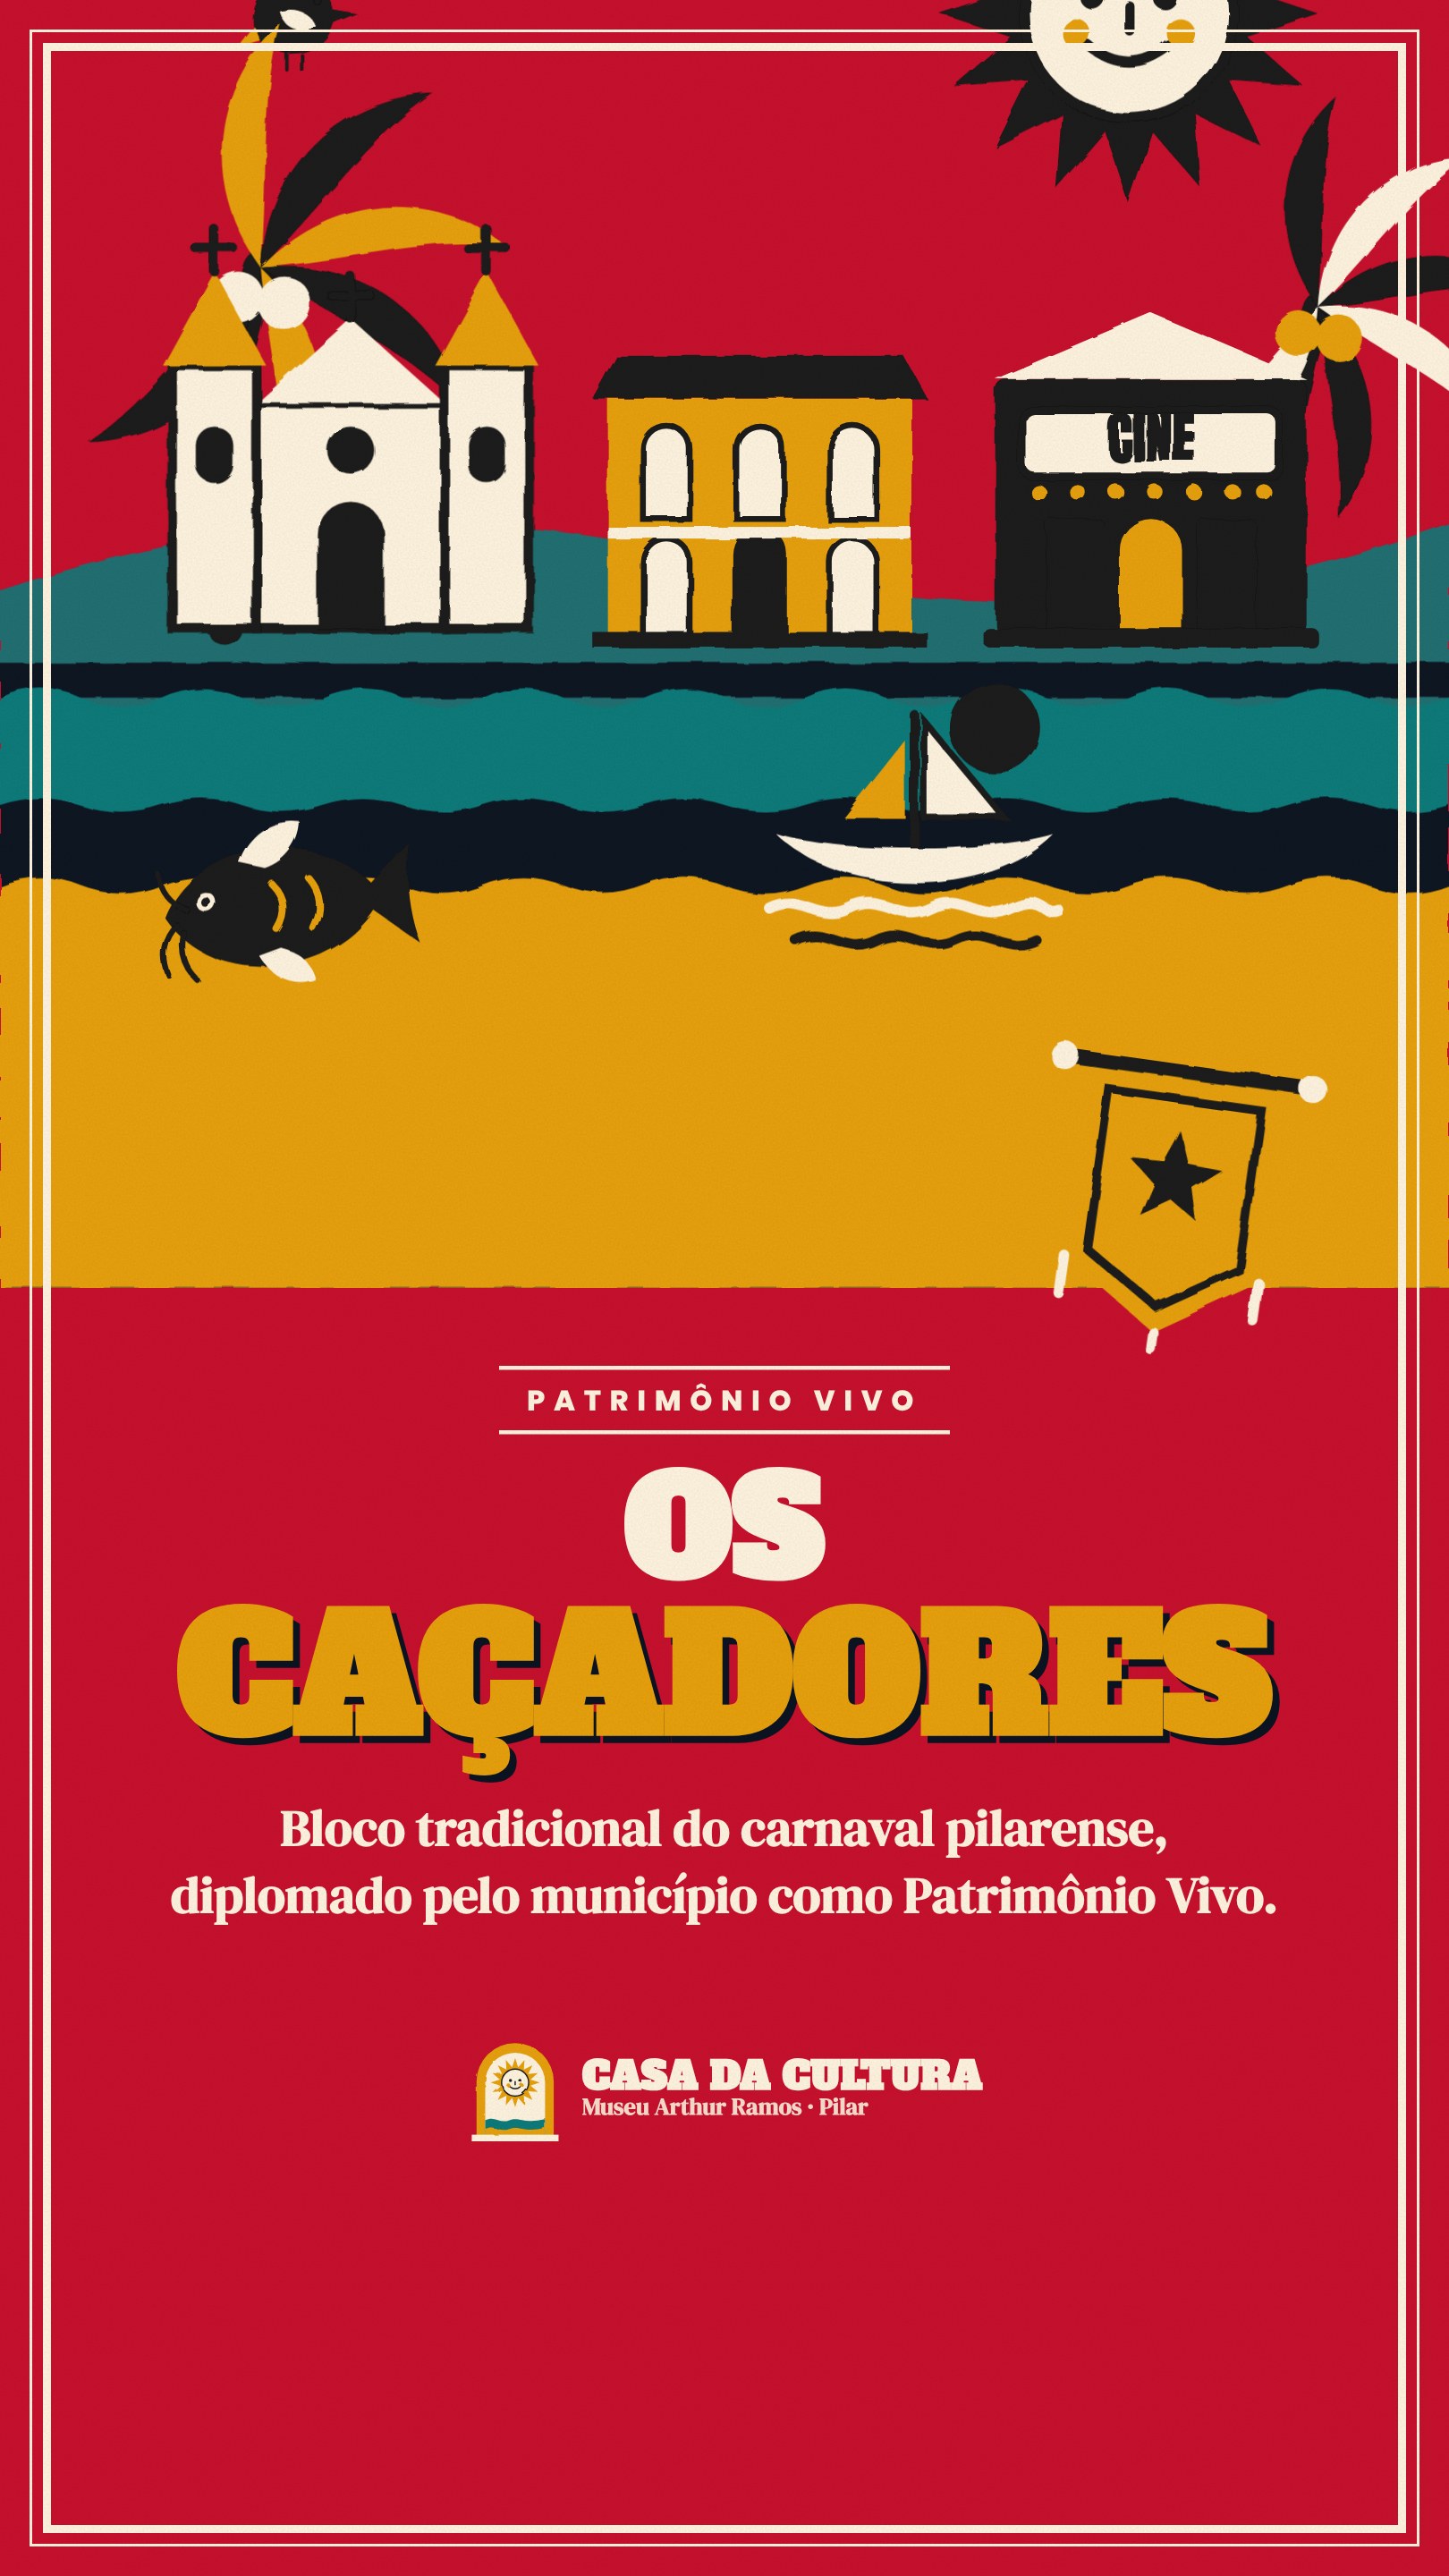 CINE
PATRIMÔNIO VIVO
OS
CAÇADORES
Bloco tradicional do carnaval pilarense,
diplomado pelo município como Patrimônio Vivo.
CASA DA CULTURA
Museu Arthur Ramos • Pilar